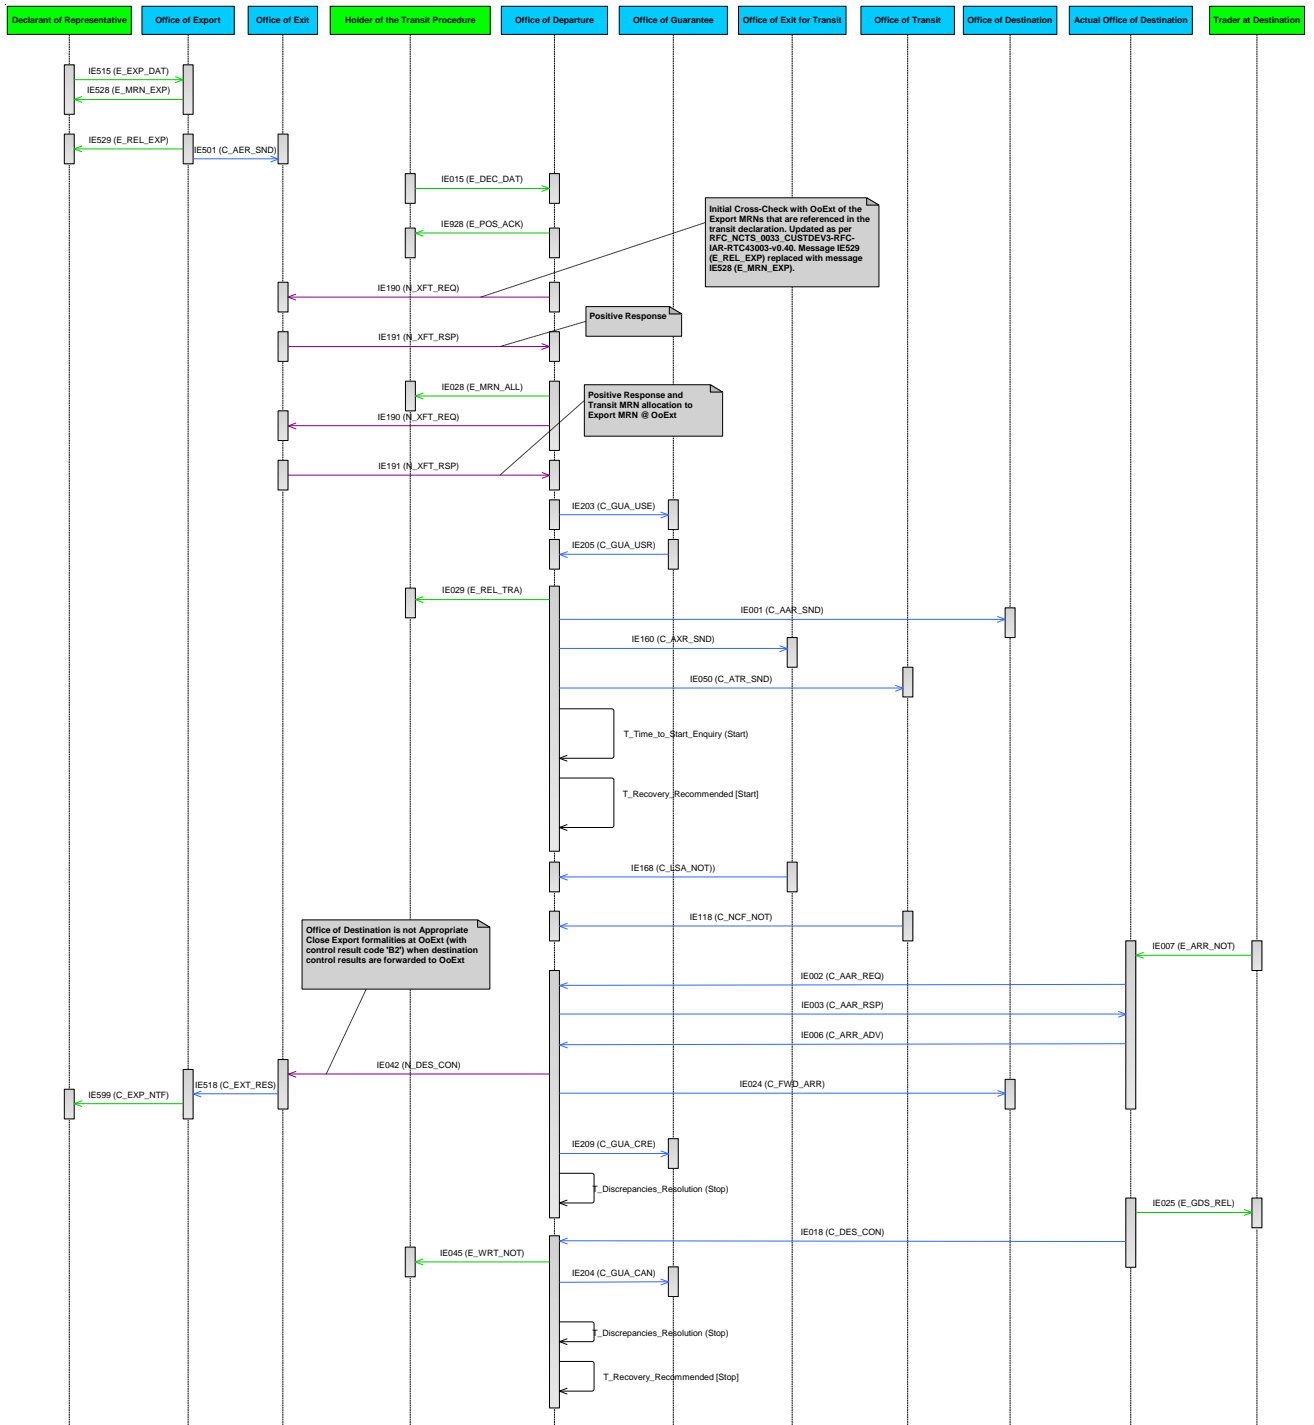 Declarant of Representative
Office of Export
Office of Exit
Holder of the Transit Procedure
Office of Departure
Office of Guarantee
Office of Exit for Transit
Office of Transit
Office of Destination
Actual Office of Destination
Trader at Destination
IE515 (E_EXP_DAT)
IE528 (E_MRN_EXP)
IE529 (E_REL_EXP)
IE501 (C_AER_SND)
IE015 (E_DEC_DAT)
Initial Cross-Check with OoExt of the
Export MRNs that are referenced in the
transit declaration. Updated as per
RFC_NCTS_0033_CUSTDEV3-RFC-
IAR-RTC43003-v0.40. Message IE529
(E_REL_EXP) replaced with message
IE528 (E_MRN_EXP).
IE928 (E_POS_ACK)
IE190 (N_XFT_REQ)
Positive Response
IE191 (N_XFT_RSP)
IE028 (E_MRN_ALL)
Positive Response and
Transit MRN allocation to
Export MRN @ OoExt
IE190 (N_XFT_REQ)
IE191 (N_XFT_RSP)
IE203 (C_GUA_USE)
IE205 (C_GUA_USR)
IE029 (E_REL_TRA)
IE001 (C_AAR_SND)
IE160 (C_AXR_SND)
IE050 (C_ATR_SND)
T_Time_to_Start_Enquiry (Start)
T_Recovery_Recommended [Start]
IE168 (C_LSA_NOT))
IE118 (C_NCF_NOT)
Office of Destination is not Appropriate
Close Export formalities at OoExt (with
control result code 'B2') when destination
control results are forwarded to OoExt
IE007 (E_ARR_NOT)
IE002 (C_AAR_REQ)
IE003 (C_AAR_RSP)
IE006 (C_ARR_ADV)
IE042 (N_DES_CON)
IE518 (C_EXT_RES)
IE024 (C_FWD_ARR)
IE599 (C_EXP_NTF)
IE209 (C_GUA_CRE)
T_Discrepancies_Resolution (Stop)
IE025 (E_GDS_REL)
IE018 (C_DES_CON)
IE045 (E_WRT_NOT)
IE204 (C_GUA_CAN)
T_Discrepancies_Resolution (Stop)
T_Recovery_Recommended [Stop]